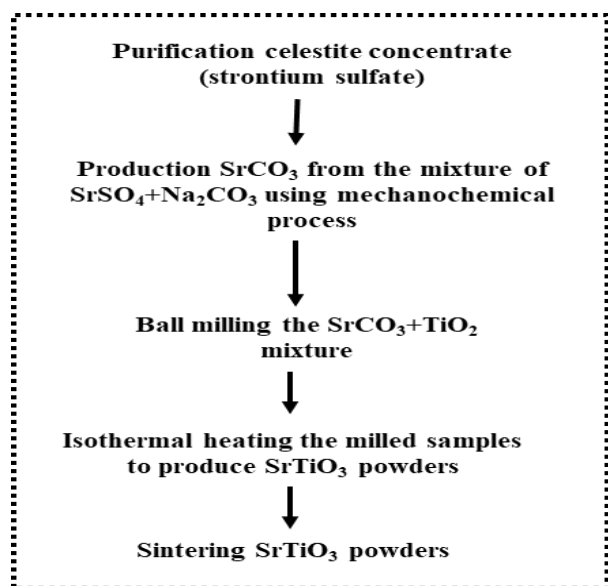 Purification celestite concentrate
(strontium sulfate)
Production SrCO₃ from the mixture of
SrSO₄+Na₂CO₃ using mechanochemical
process
Ball milling the SrCO₃+TiO₂
mixture
Isothermal heating the milled samples
to produce SrTiO₃ powders
Sintering SrTiO₃ powders